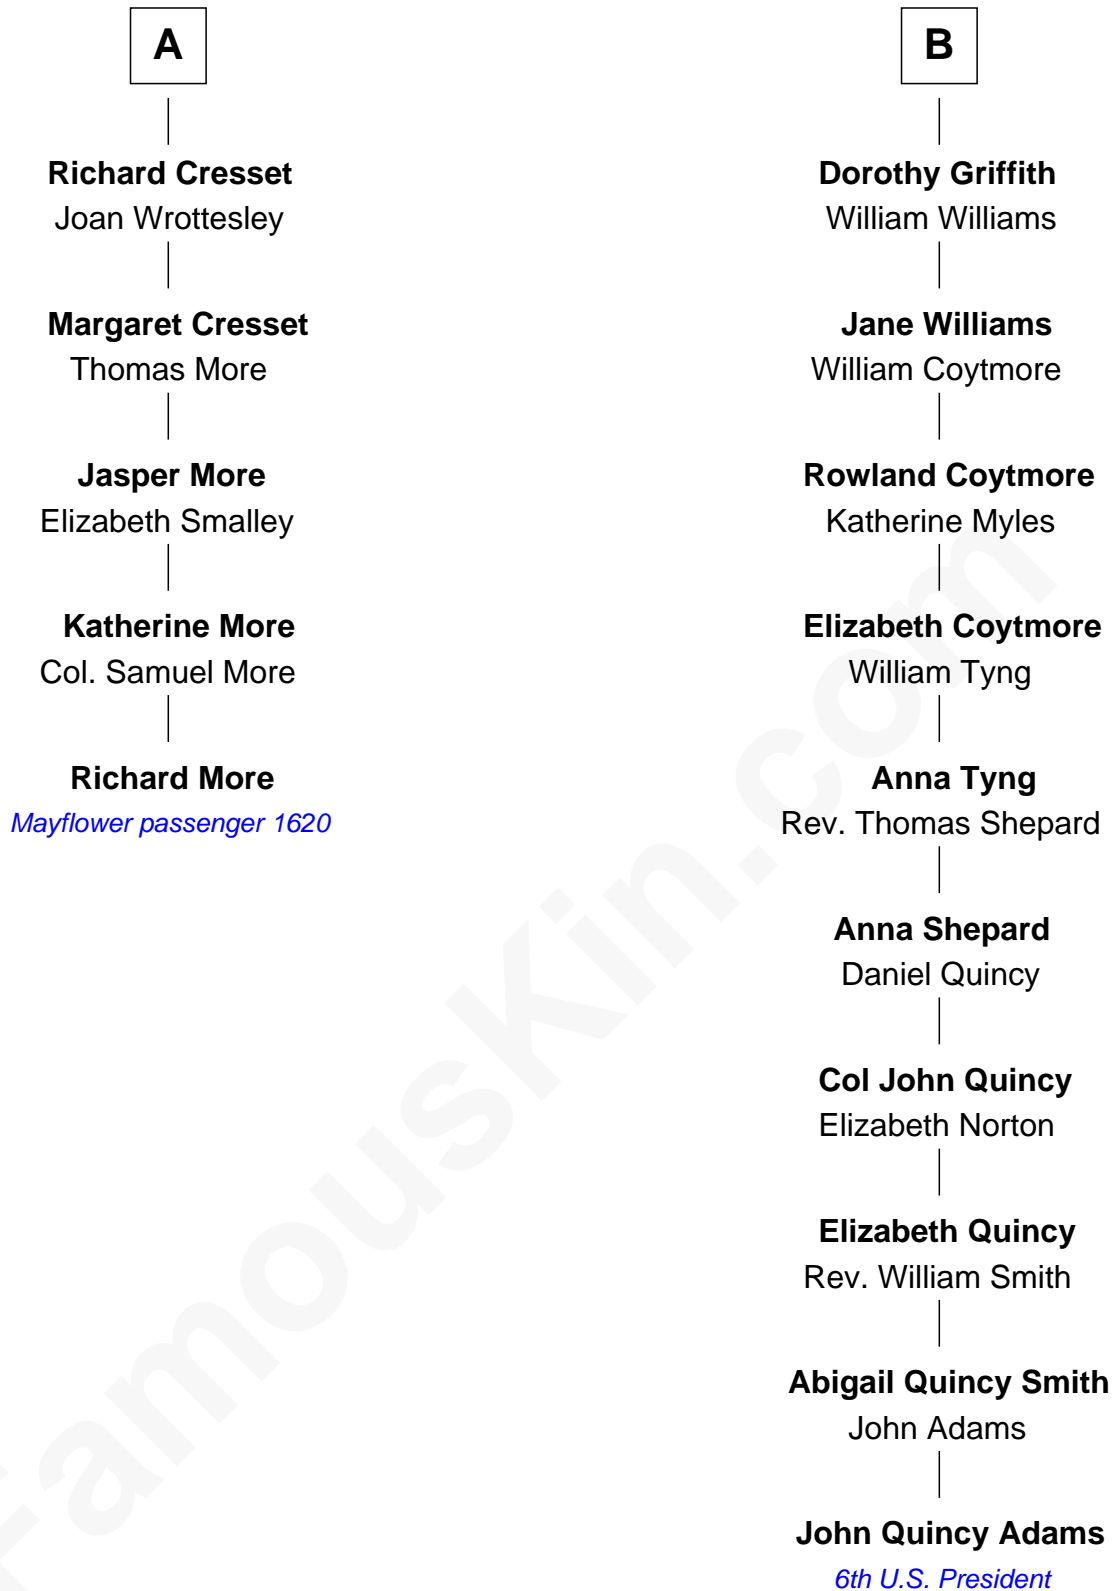 A
Richard Cresset
Joan Wrottesley
Margaret Cresset
Thomas More
Jasper More
Elizabeth Smalley
Katherine More
Col. Samuel More
Richard More
Mayflower passenger 1620
B
Dorothy Griffith
William Williams
Jane Williams
William Coytmore
Rowland Coytmore
Katherine Myles
Elizabeth Coytmore
William Tyng
Anna Tyng
Rev. Thomas Shepard
Anna Shepard
Daniel Quincy
Col John Quincy
Elizabeth Norton
Elizabeth Quincy
Rev. William Smith
Abigail Quincy Smith
John Adams
John Quincy Adams
6th U.S. President
FamousKin.com